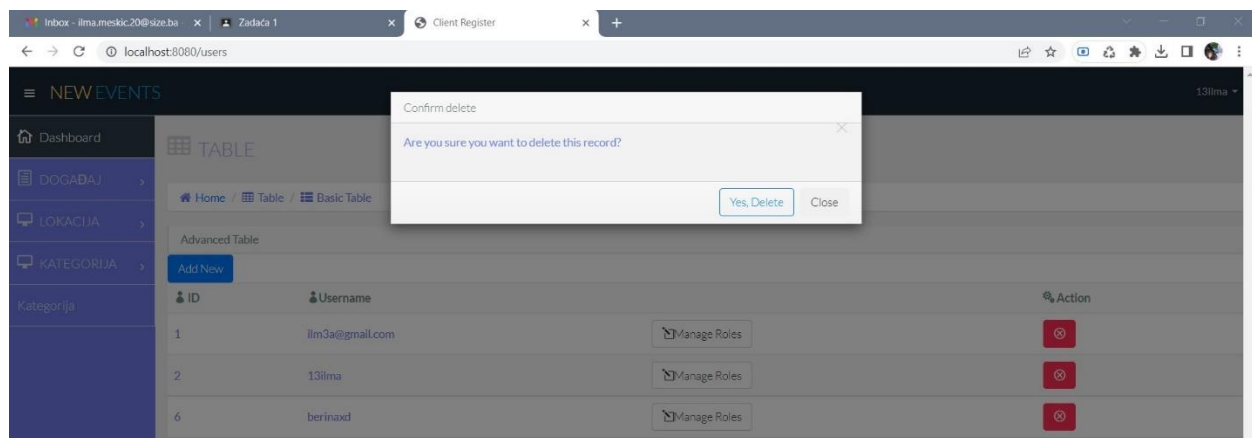 Inbox - ilma.meskic.20@size.ba
Zadaća 1
Client Register
localhost:8080/users
NEW EVENTS
13ilma
Confirm delete
Are you sure you want to delete this record?
Yes, Delete
Close
Dashboard
DOGAĐAJ
LOKACIJA
KATEGORIJA
Kategorija
TABLE
Home / Table / Basic Table
Advanced Table
Add New
ID Username Action
1 ilm3a@gmail.com Manage Roles
2 13ilma Manage Roles
6 berinaxd Manage Roles